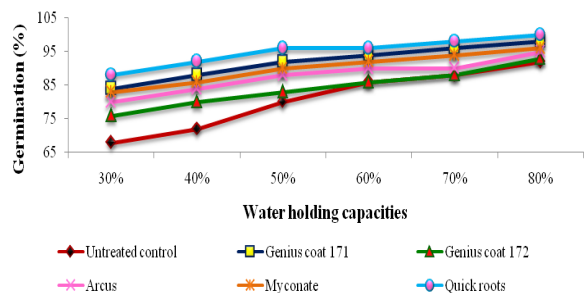 Germination (%)
105
95
85
75
65
30% 40% 50% 60% 70% 80%
Water holding capacities
Untreated control Genius coat 171 Genius coat 172
Arcus Myconate Quick roots